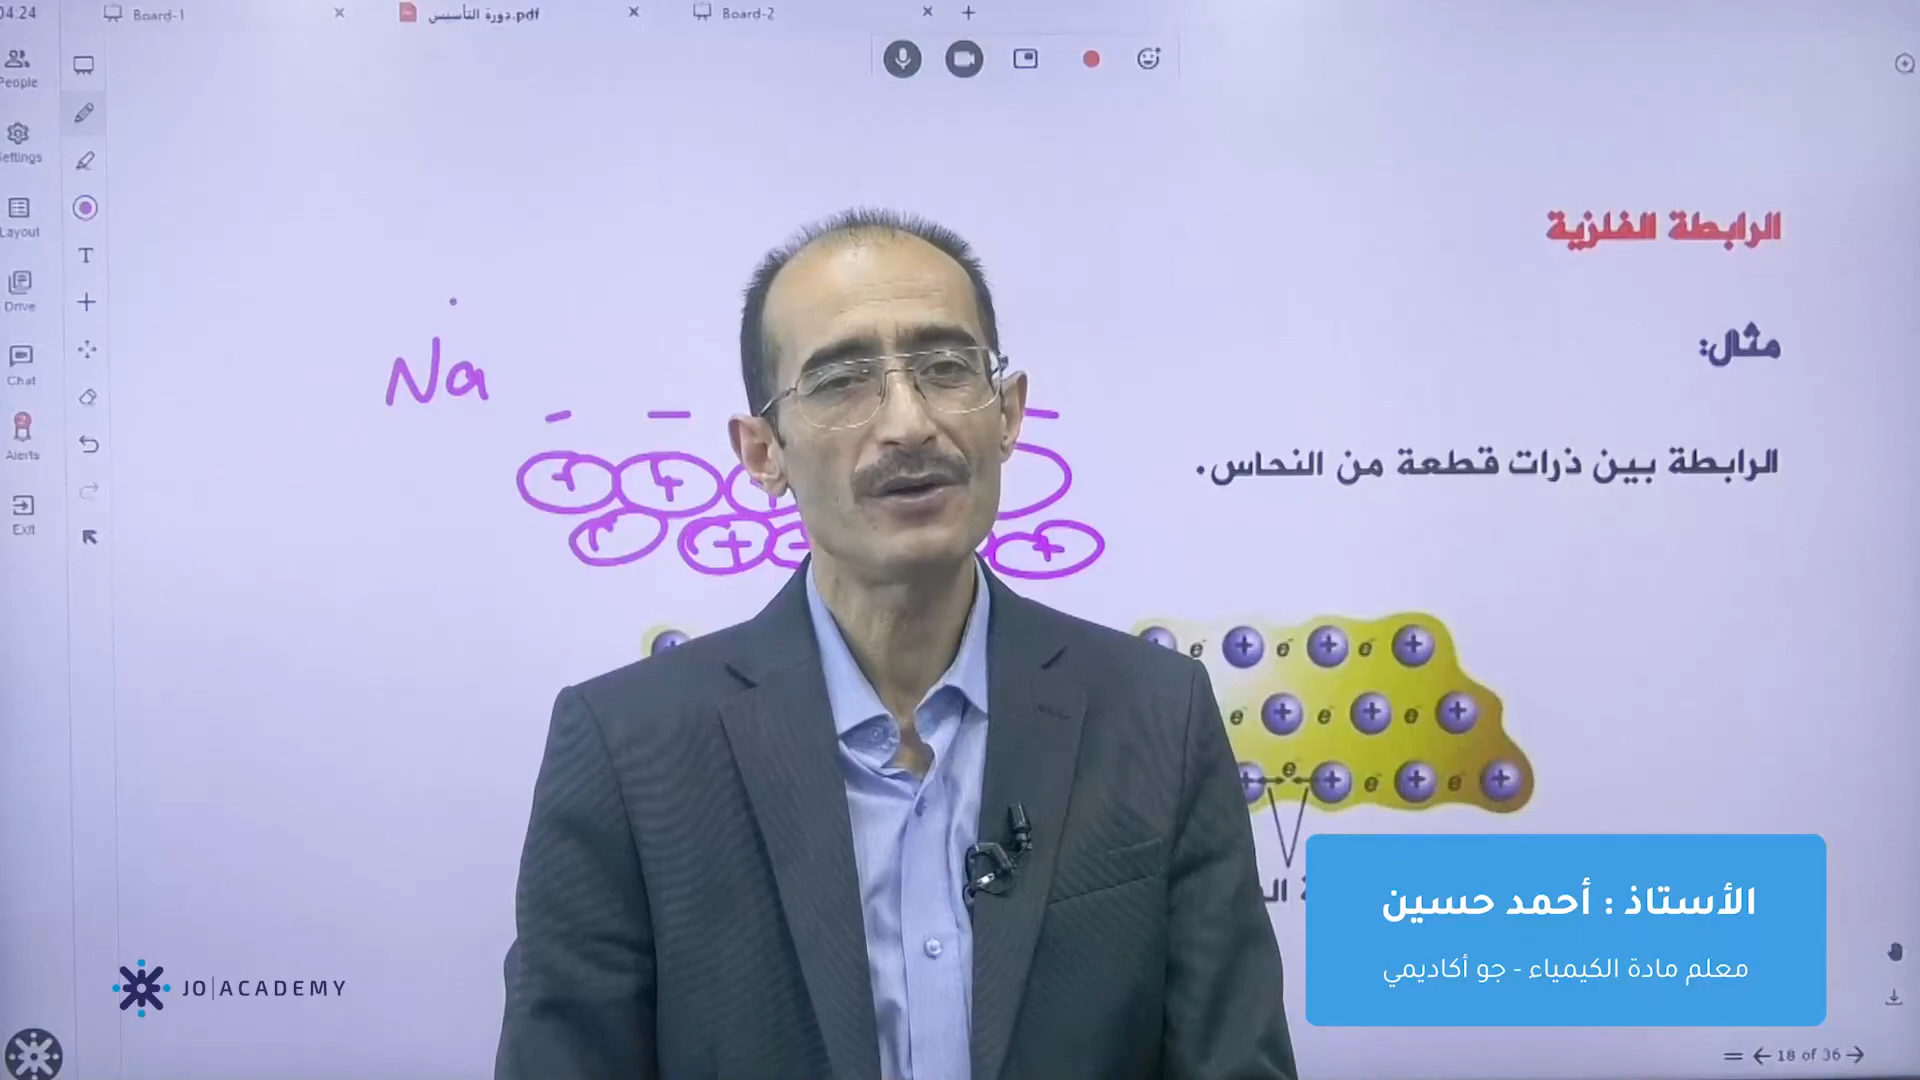 04:24
Board-1
دورة التأسيس.pdf
Board-2
People
ettings
Layout
Drive
Chat
2
Alerts
Exit
T
الرابطة الفلزية
مثال:
الرابطة بين ذرات قطعة من النحاس.
Na
+ +
+ +
+ e⁻ + e⁻ + e⁻ +
e⁻ + e⁻ + e⁻ +
+ e⁻ + e⁻ + e⁻ +
الأستاذ : أحمد حسين
معلم مادة الكيمياء - جو أكاديمي
JO|ACADEMY
18 of 36